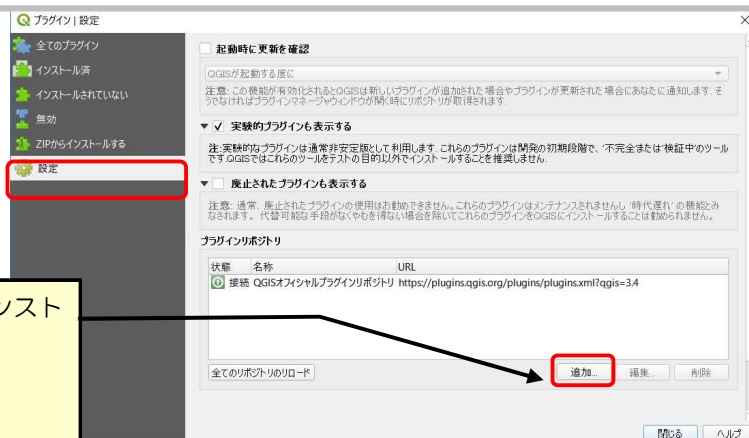 プラグイン | 設定
全てのプラグイン
インストール済
インストールされていない
無効
ZIPからインストールする
設定
起動時に更新を確認
QGISが起動する度に
注意: この機能が有効化されるとQGISは新しいプラグインが追加された場合やプラグインが更新された場合にあなたに通知します. そ
うでなければプラグインマネージャウィンドウが開く時にリポジトリが取得されます.
実験的プラグインも表示する
注:実験的なプラグインは通常非安定版として利用します. これらのプラグインは開発の初期段階で、'不完全または'検証中'のツール
です.QGISではこれらのツールをテストの目的以外でインストールすることを推奨しません.
廃止されたプラグインも表示する
注意: 通常、廃止されたプラグインの使用はお勧めできません。これらのプラグインはメンテナンスされませんし '時代遅れ' の機能とみ
なされます。代替可能な手段がなくやむを得ない場合を除いてこれらのプラグインをQGISにインストールすることは勧められません。
プラグインリポジトリ
状態 名称 URL
接続 QGISオフィシャルプラグインリポジトリ https://plugins.qgis.org/plugins/plugins.xml?qgis=3.4
ンスト
全てのリポジトリのリロード 追加... 編集... 削除
閉じる ヘルプ